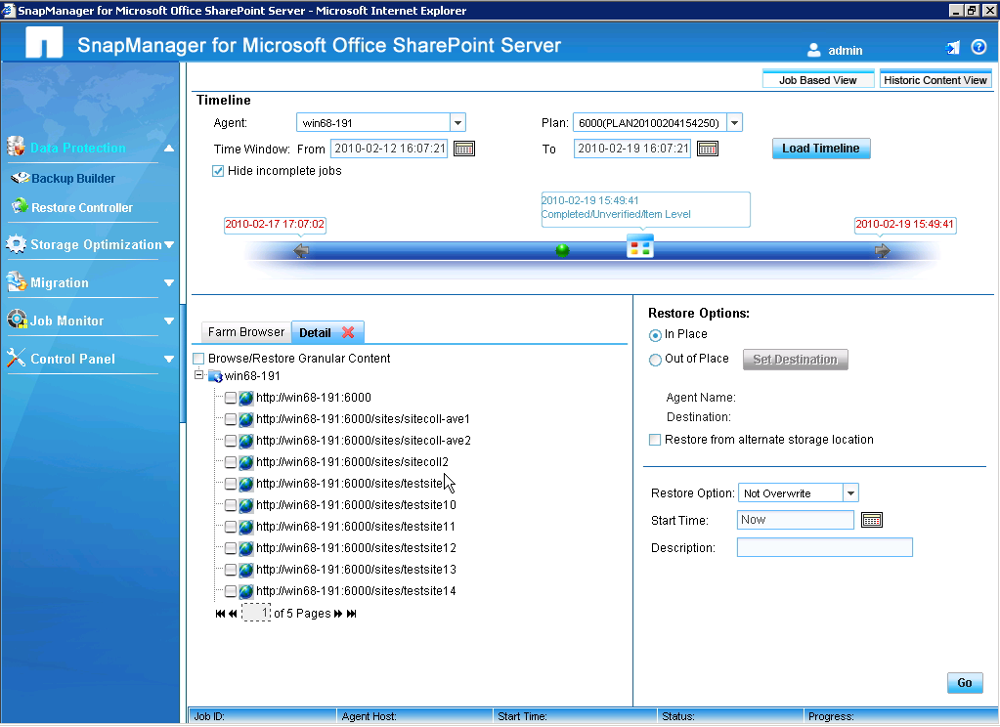 SnapManager for Microsoft Office SharePoint Server - Microsoft Internet Explorer
SnapManager for Microsoft Office SharePoint Server
admin
Job Based View
Historic Content View
Data Protection
Backup Builder
Restore Controller
Storage Optimization
Migration
Job Monitor
Control Panel
Timeline
Agent: win68-191 Plan: 6000(PLAN20100204154250)
Time Window: From 2010-02-12 16:07:21 To 2010-02-19 16:07:21 Load Timeline
Hide incomplete jobs
2010-02-19 15:49:41
Completed/Unverified/Item Level
2010-02-17 17:07:02
2010-02-19 15:49:41
Farm Browser Detail
Browse/Restore Granular Content
win68-191
http://win68-191:6000
http://win68-191:6000/sites/sitecoll-ave1
http://win68-191:6000/sites/sitecoll-ave2
http://win68-191:6000/sites/sitecoll2
http://win68-191:6000/sites/testsite
http://win68-191:6000/sites/testsite10
http://win68-191:6000/sites/testsite11
http://win68-191:6000/sites/testsite12
http://win68-191:6000/sites/testsite13
http://win68-191:6000/sites/testsite14
1 of 5 Pages
Restore Options:
In Place
Out of Place Set Destination
Agent Name:
Destination:
Restore from alternate storage location
Restore Option: Not Overwrite
Start Time: Now
Description:
Go
Job ID: Agent Host: Start Time: Status: Progress: